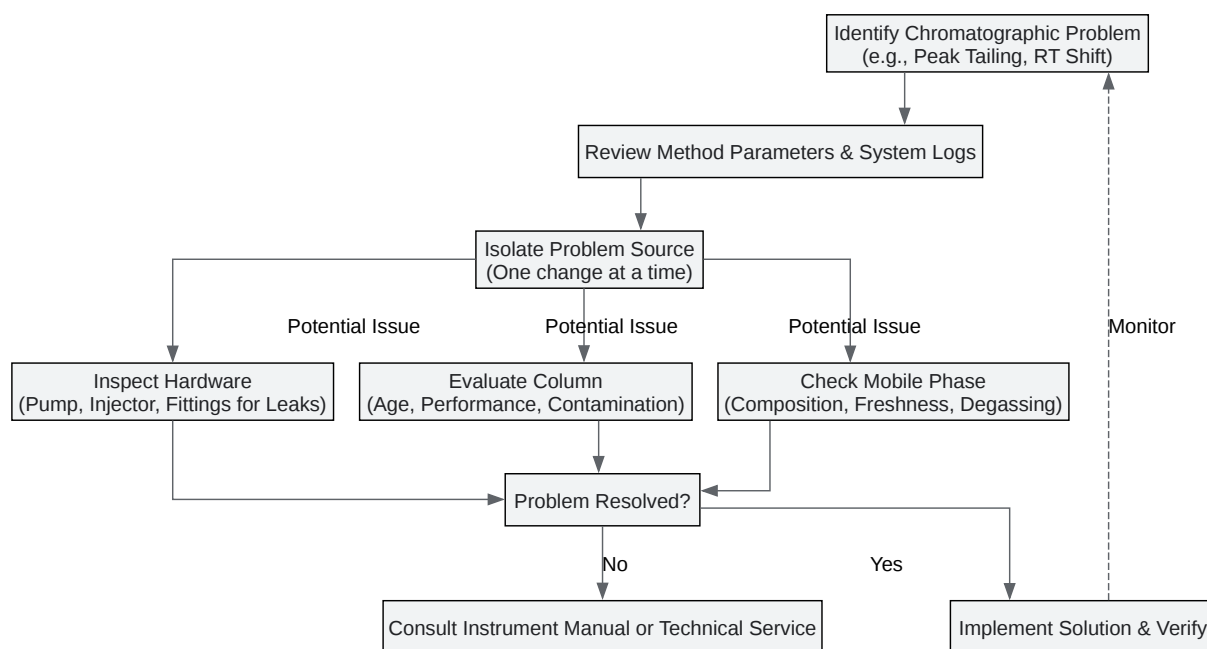 Identify Chromatographic Problem
(e.g., Peak Tailing, RT Shift)
Review Method Parameters & System Logs
Isolate Problem Source
(One change at a time)
Potential Issue
Potential Issue
Potential Issue
Monitor
Inspect Hardware
(Pump, Injector, Fittings for Leaks)
Evaluate Column
(Age, Performance, Contamination)
Check Mobile Phase
(Composition, Freshness, Degassing)
Problem Resolved?
No
Yes
Consult Instrument Manual or Technical Service
Implement Solution & Verify